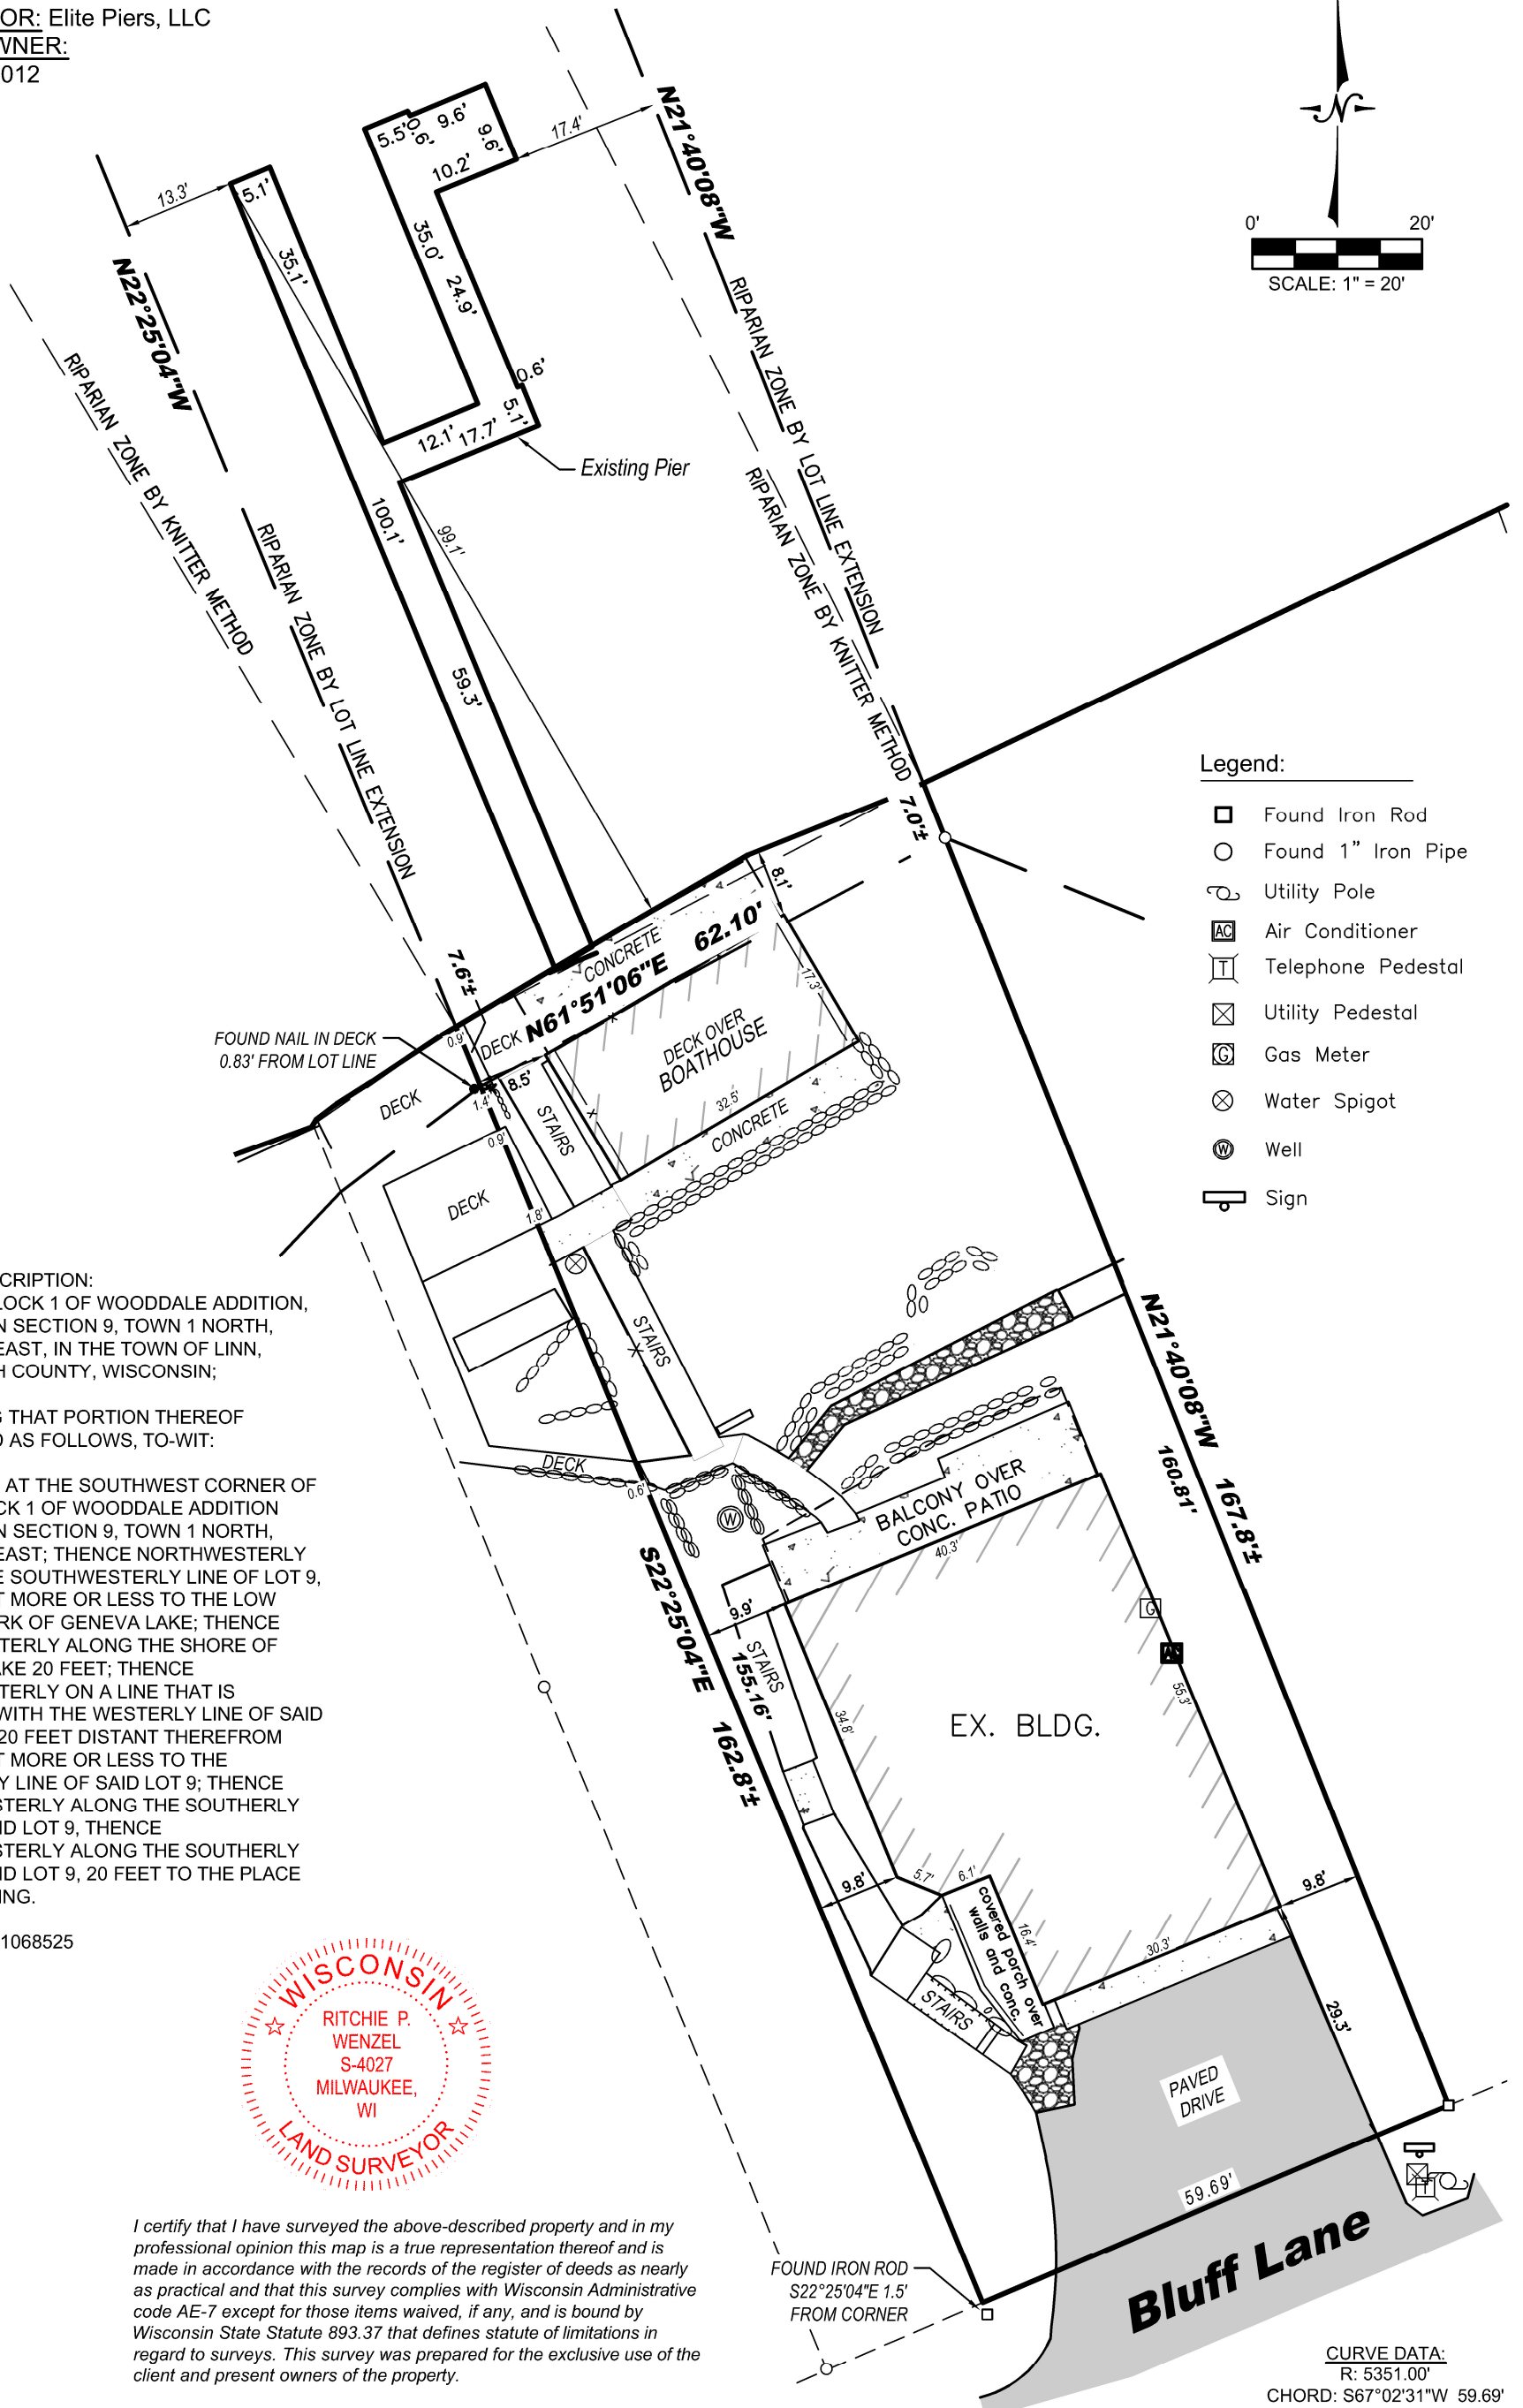 OR: Elite Piers, LLC
WNER:
012
0'
20'
SCALE: 1" = 20'
5.5'
0.6'
9.6'
9.6'
10.2'
17.4'
N21°40'08"W
13.3'
5.1'
35.1'
35.0'
24.9'
0.6'
5.1'
12.1'
17.7'
Existing Pier
N22°25'04"W
RIPARIAN ZONE BY KNITTER METHOD
RIPARIAN ZONE BY LOT LINE EXTENSION
RIPARIAN ZONE BY LOT LINE EXTENSION
RIPARIAN ZONE BY KNITTER METHOD
100.1'
99.1'
59.3'
7.0'±
7.6'±
8.1'
CONCRETE
N61°51'06"E 62.10'
17.3'
DECK OVER
BOATHOUSE
32.5'
CONCRETE
FOUND NAIL IN DECK
0.83' FROM LOT LINE
0.9'
DECK
8.5'
1.4'
DECK
STAIRS
0.9'
DECK
1.8'
STAIRS
DECK
0.6'
W
Legend:
Found Iron Rod
Found 1" Iron Pipe
Utility Pole
AC Air Conditioner
T Telephone Pedestal
Utility Pedestal
G Gas Meter
Water Spigot
W Well
Sign
CRIPTION:
LOCK 1 OF WOODDALE ADDITION,
N SECTION 9, TOWN 1 NORTH,
EAST, IN THE TOWN OF LINN,
H COUNTY, WISCONSIN;
G THAT PORTION THEREOF
D AS FOLLOWS, TO-WIT:
AT THE SOUTHWEST CORNER OF
CK 1 OF WOODDALE ADDITION
N SECTION 9, TOWN 1 NORTH,
EAST; THENCE NORTHWESTERLY
E SOUTHWESTERLY LINE OF LOT 9,
T MORE OR LESS TO THE LOW
RK OF GENEVA LAKE; THENCE
TERLY ALONG THE SHORE OF
AKE 20 FEET; THENCE
TERLY ON A LINE THAT IS
WITH THE WESTERLY LINE OF SAID
20 FEET DISTANT THEREFROM
T MORE OR LESS TO THE
Y LINE OF SAID LOT 9; THENCE
STERLY ALONG THE SOUTHERLY
ID LOT 9, THENCE
STERLY ALONG THE SOUTHERLY
ID LOT 9, 20 FEET TO THE PLACE
ING.
1068525
N21°40'08"W 167.8'±
160.81'
BALCONY OVER
CONC. PATIO
40.3'
S22°25'04"E 162.8'±
155.16'
9.9'
STAIRS
34.8'
G
AC
55.3'
EX. BLDG.
9.8'
5.7'
6.1'
16.4'
covered porch over
walls and conc.
STAIRS
30.3'
9.8'
29.3'
PAVED
DRIVE
59.69'
T
Bluff Lane
WISCONSIN
RITCHIE P.
WENZEL
S-4027
MILWAUKEE,
WI
LAND SURVEYOR
I certify that I have surveyed the above-described property and in my
professional opinion this map is a true representation thereof and is
made in accordance with the records of the register of deeds as nearly
as practical and that this survey complies with Wisconsin Administrative
code AE-7 except for those items waived, if any, and is bound by
Wisconsin State Statute 893.37 that defines statute of limitations in
regard to surveys. This survey was prepared for the exclusive use of the
client and present owners of the property.
FOUND IRON ROD
S22°25'04"E 1.5'
FROM CORNER
CURVE DATA:
R: 5351.00'
CHORD: S67°02'31"W 59.69'